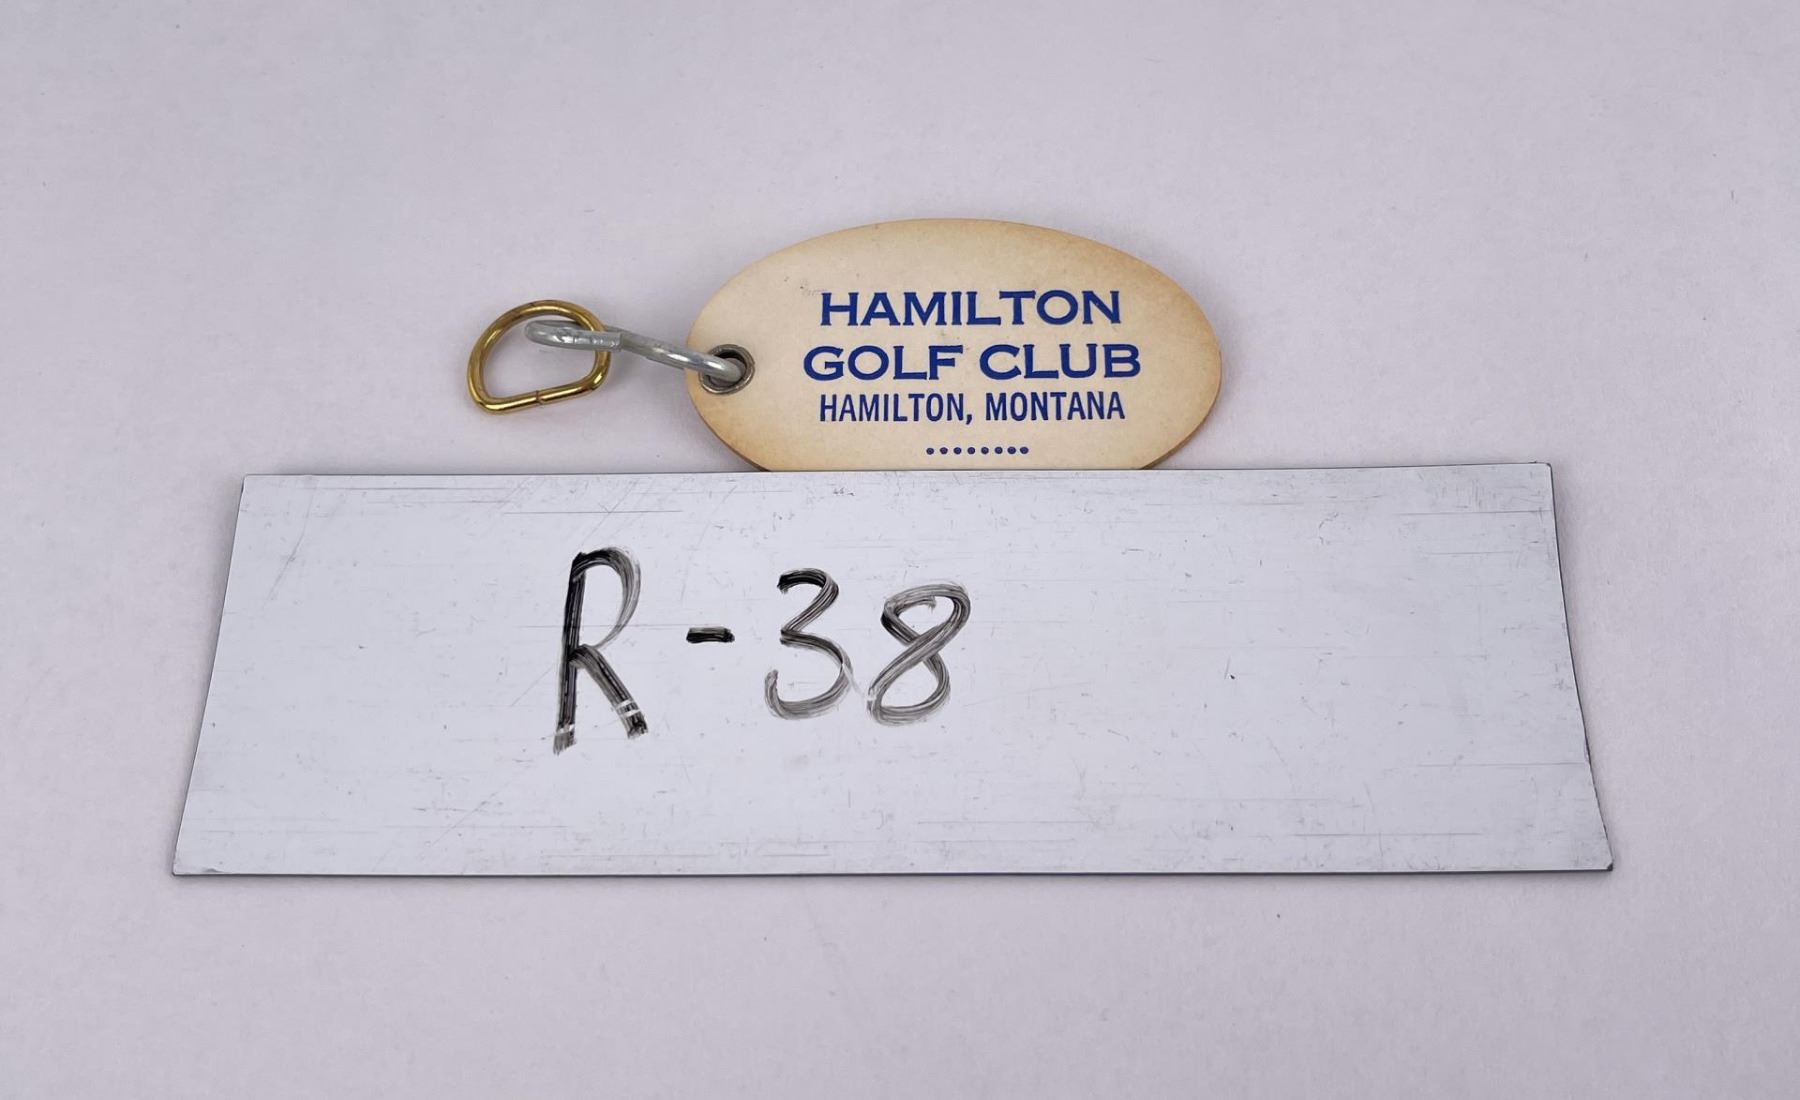 HAMILTON
GOLF CLUB
HAMILTON, MONTANA
R-38